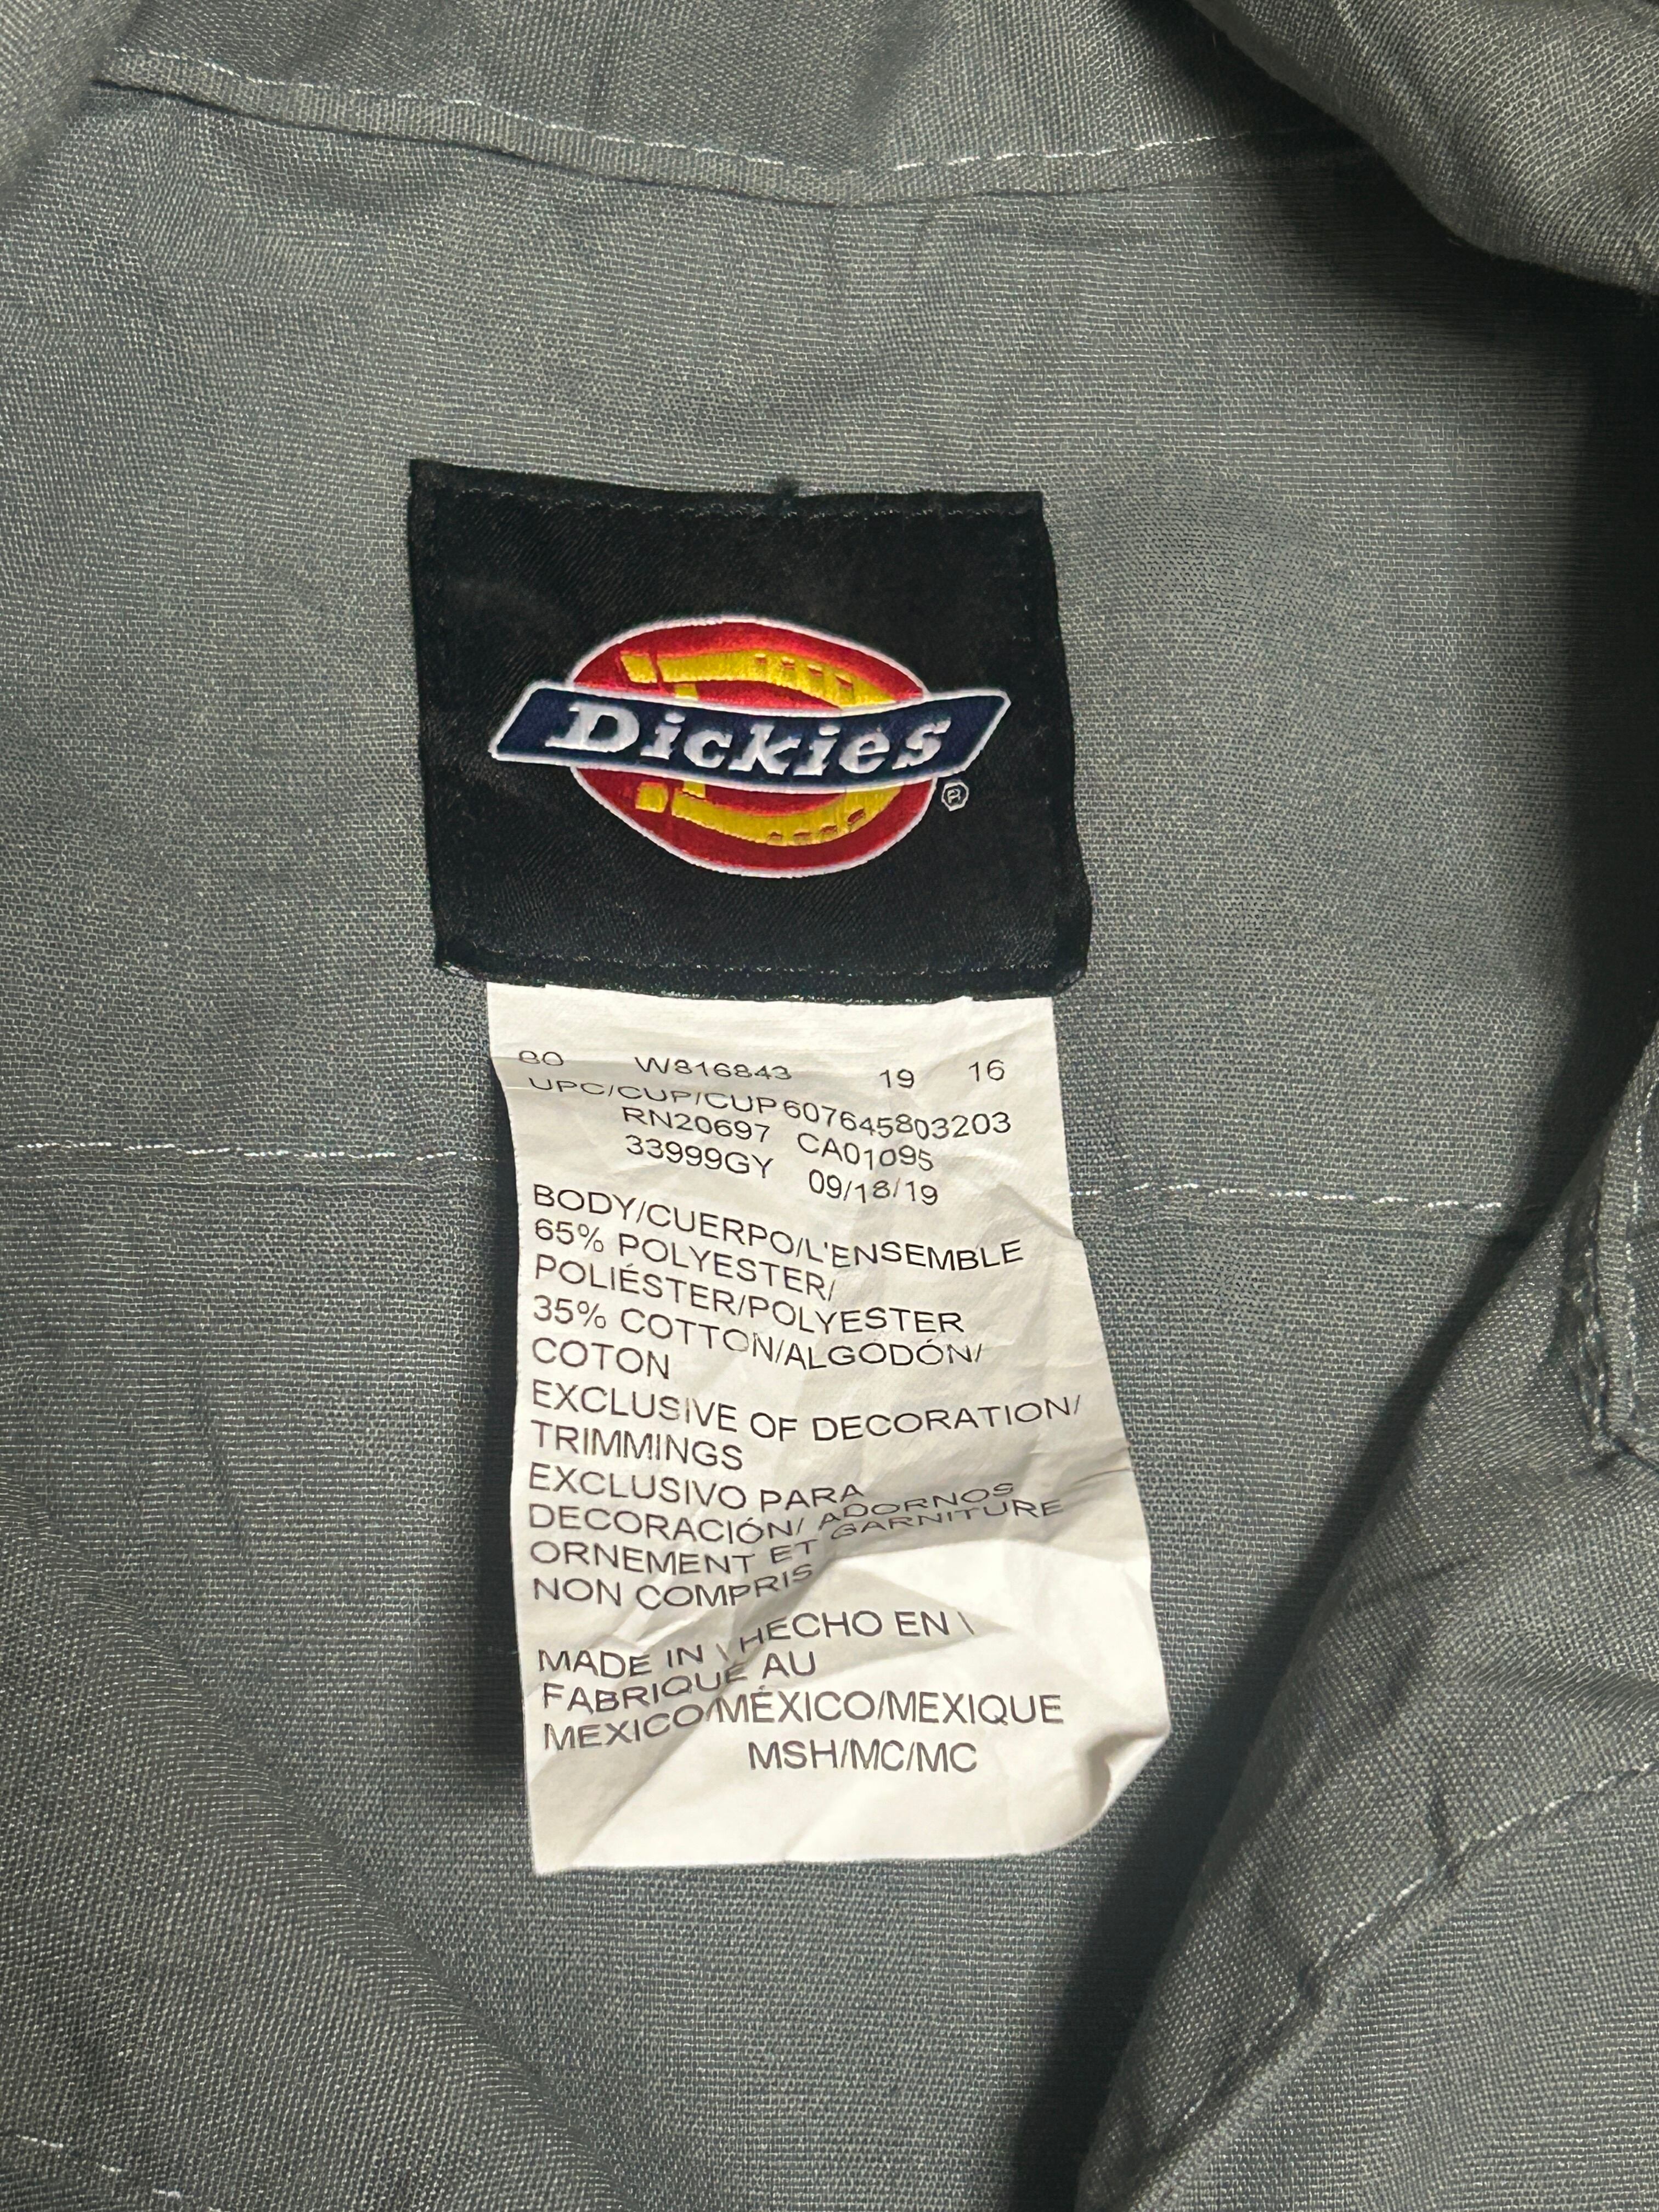 Dickies
®
80 W816843 19 16
UPC/CUP/CUP 607645803203
RN20697 CA01095
33999GY 09/18/19
BODY/CUERPO/L'ENSEMBLE
65% POLYESTER/
POLIÉSTER/POLYESTER
35% COTTON/ALGODÓN/
COTON
EXCLUSIVE OF DECORATION/
TRIMMINGS
EXCLUSIVO PARA
DECORACIÓN/ ADORNOS
ORNEMENT ET GARNITURE
NON COMPRIS
MADE IN \ HECHO EN \
FABRIQUÉ AU
MEXICO/MÉXICO/MEXIQUE
MSH/MC/MC